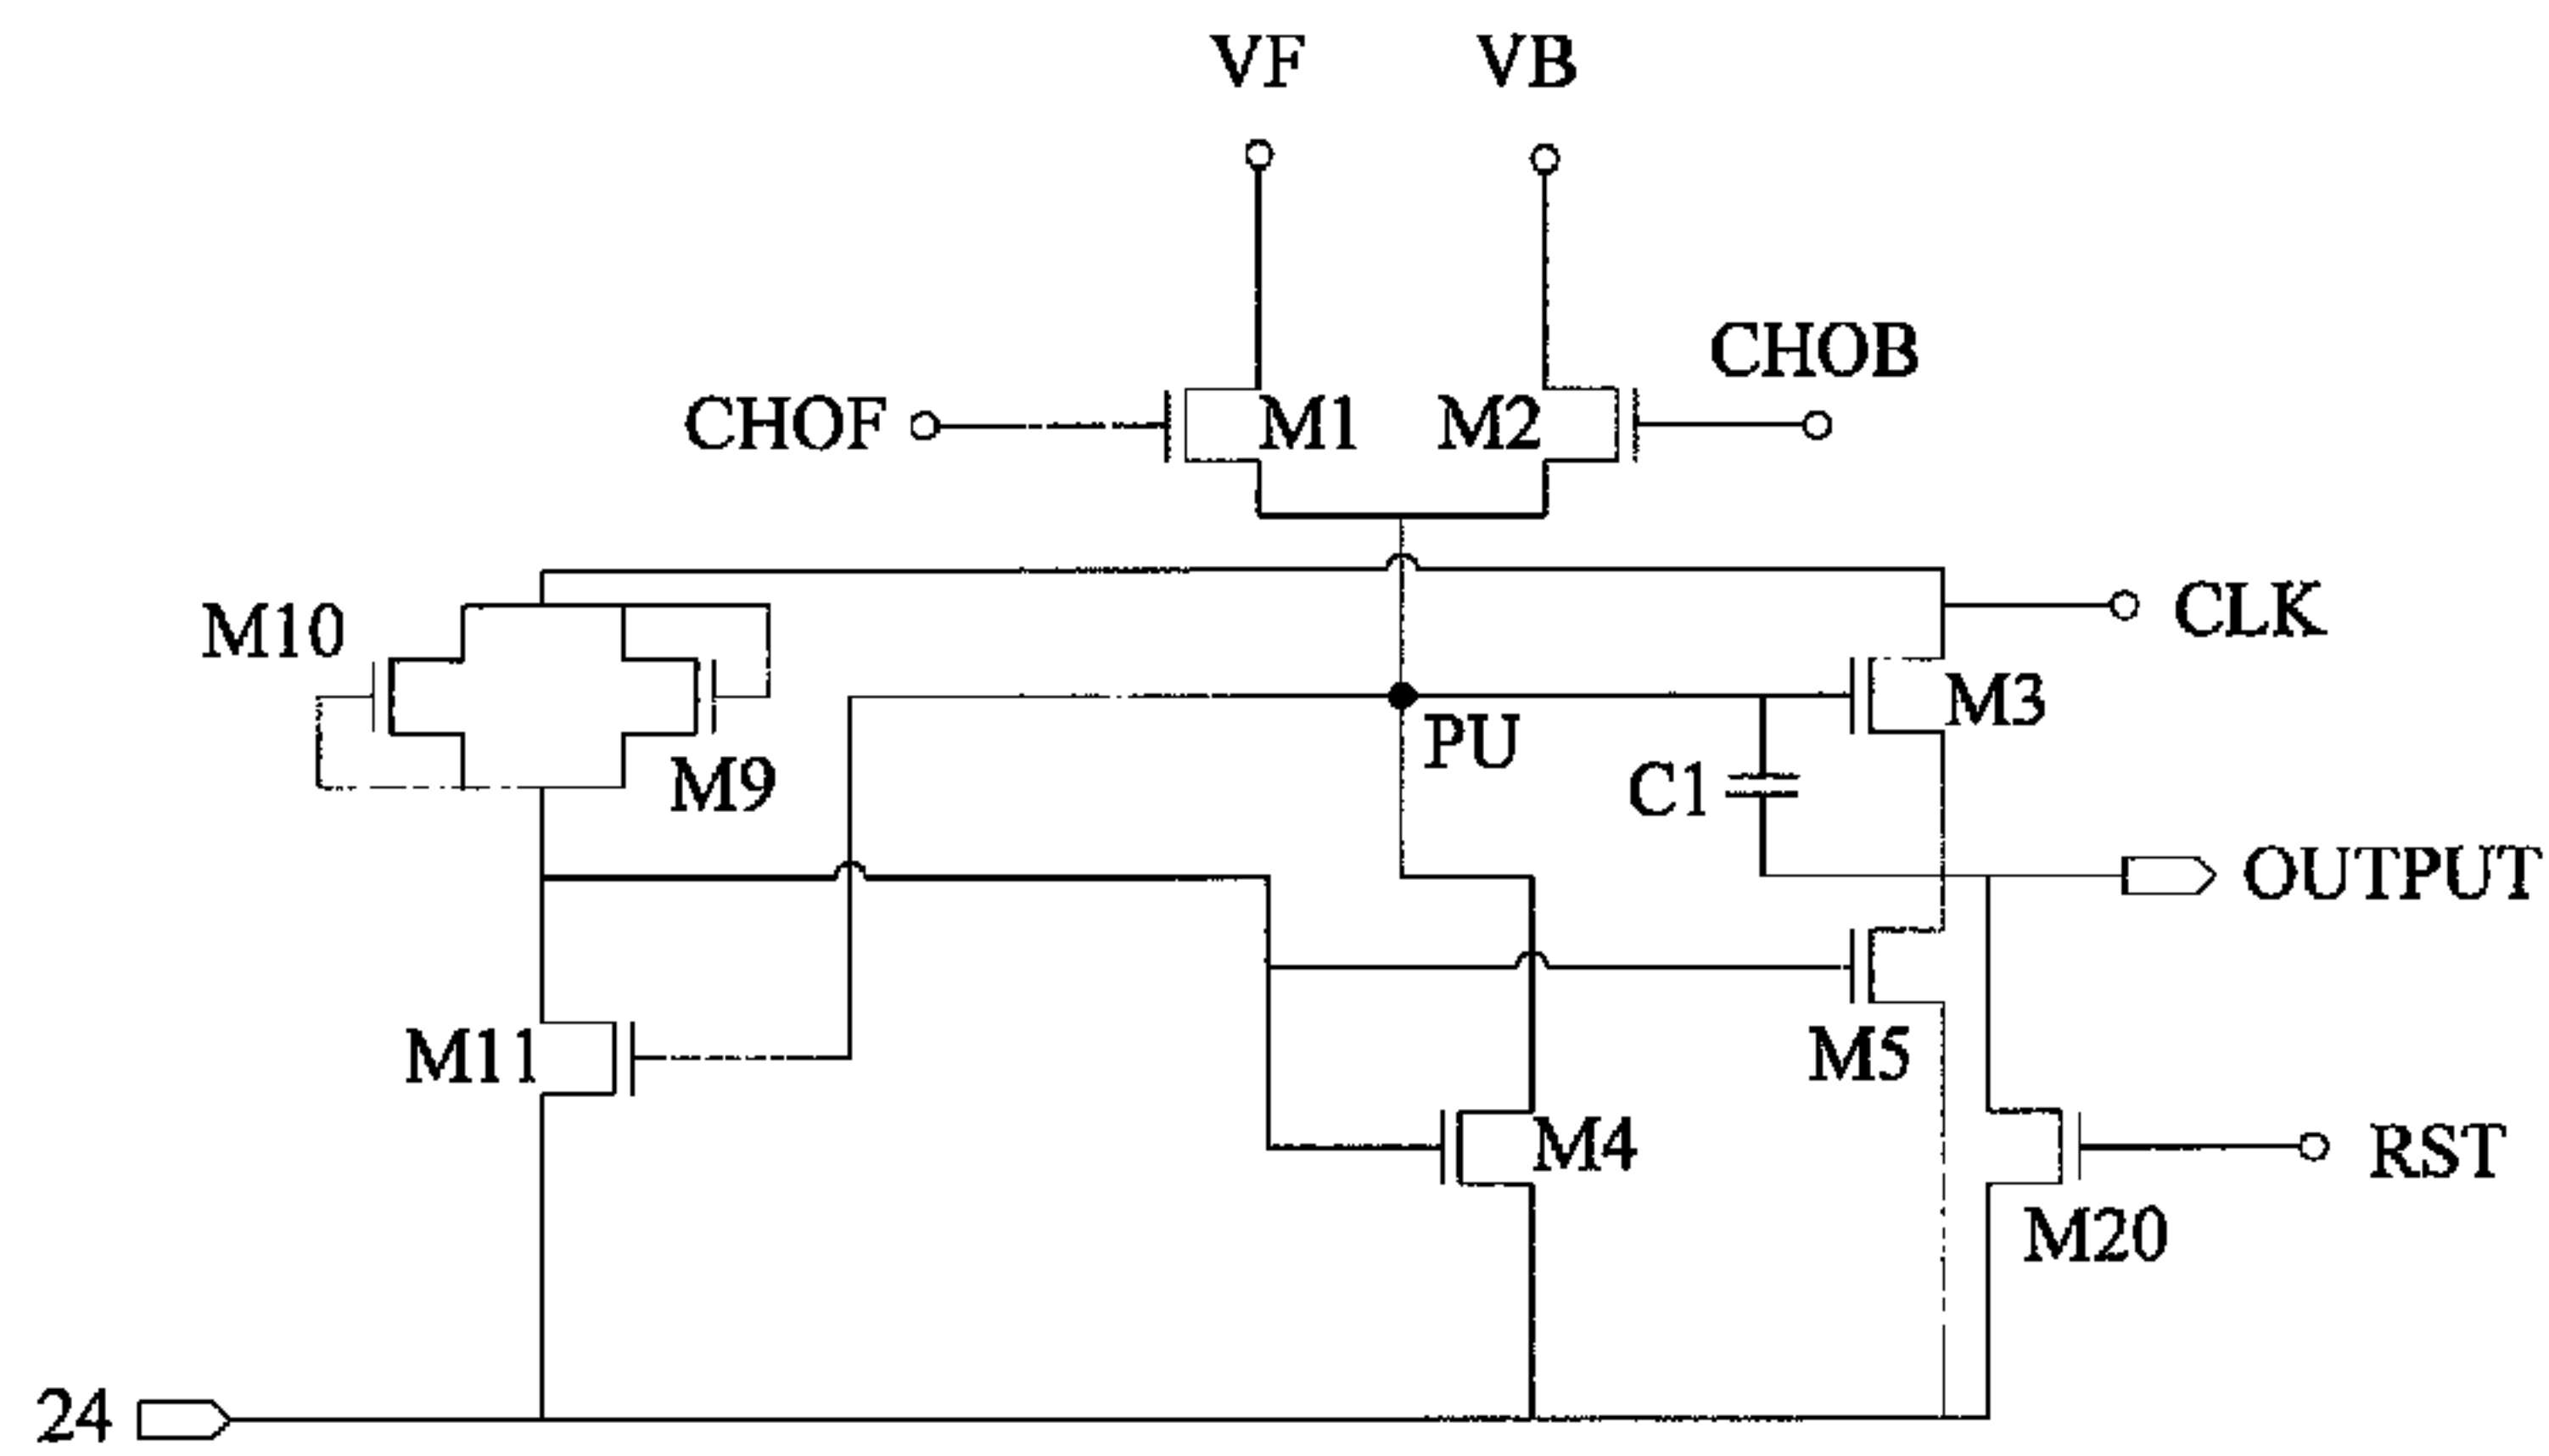 VF
VB
CHOF
M1
M2
CHOB
M10
CLK
M3
M9
PU
C1
OUTPUT
M11
M5
M4
RST
M20
24